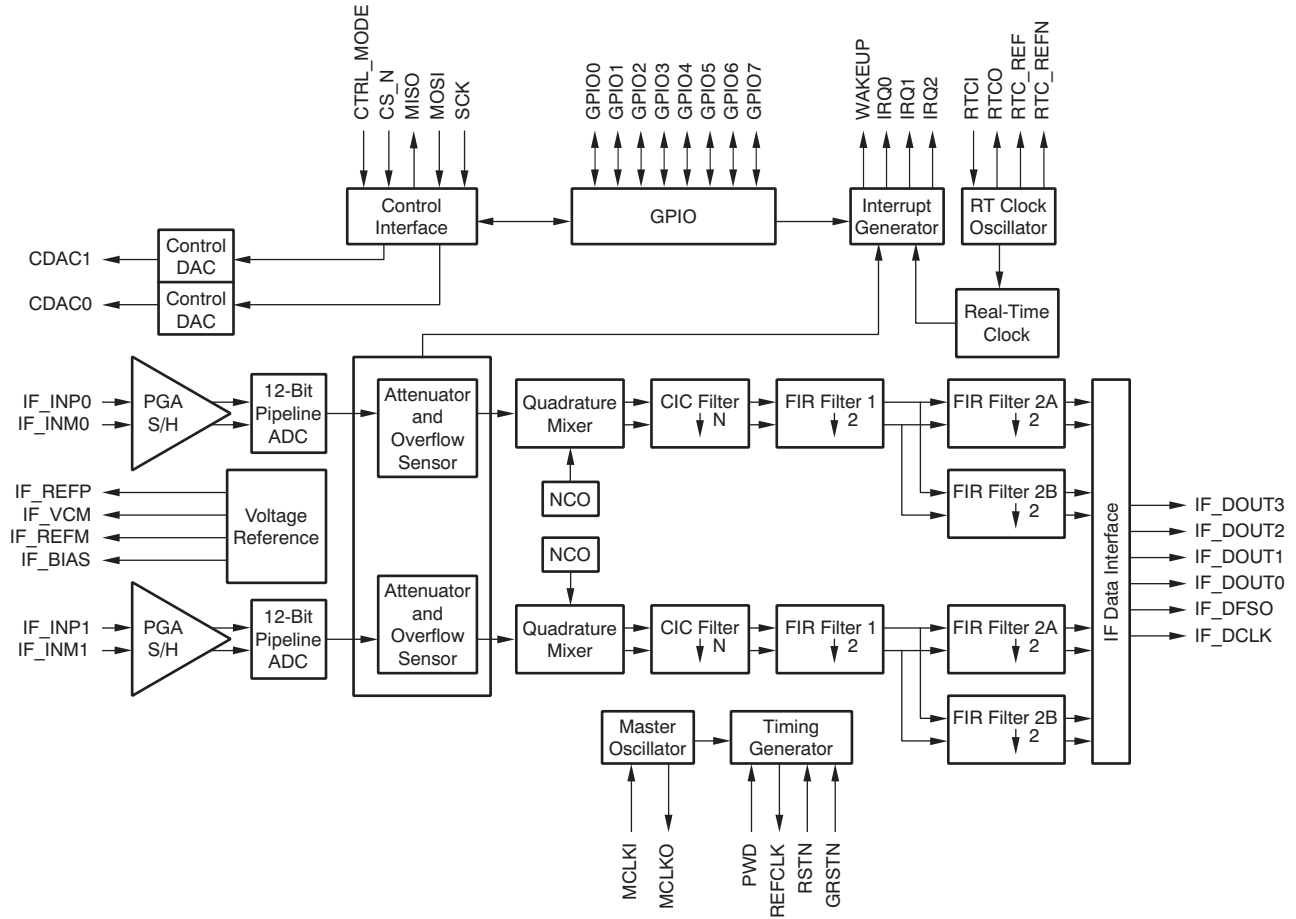 CTRL_MODE
CS_N
MISO
MOSI
SCK
GPIO0
GPIO1
GPIO2
GPIO3
GPIO4
GPIO5
GPIO6
GPIO7
WAKEUP
IRQ0
IRQ1
IRQ2
RTCI
RTCO
RTC_REF
RTC_REFN
Control
Interface
GPIO
Interrupt
Generator
RT Clock
Oscillator
CDAC1
Control
DAC
CDAC0
Control
DAC
Real-Time
Clock
IF_INP0
IF_INM0
PGA
S/H
12-Bit
Pipeline
ADC
Attenuator
and
Overflow
Sensor
Quadrature
Mixer
CIC Filter
N
FIR Filter 1
2
FIR Filter 2A
2
NCO
FIR Filter 2B
2
IF_REFP
IF_VCM
IF_REFM
IF_BIAS
Voltage
Reference
NCO
IF Data Interface
IF_DOUT3
IF_DOUT2
IF_DOUT1
IF_DOUT0
IF_DFSO
IF_DCLK
IF_INP1
IF_INM1
PGA
S/H
12-Bit
Pipeline
ADC
Attenuator
and
Overflow
Sensor
Quadrature
Mixer
CIC Filter
N
FIR Filter 1
2
FIR Filter 2A
2
FIR Filter 2B
2
Master
Oscillator
Timing
Generator
MCLKI
MCLKO
PWD
REFCLK
RSTN
GRSTN